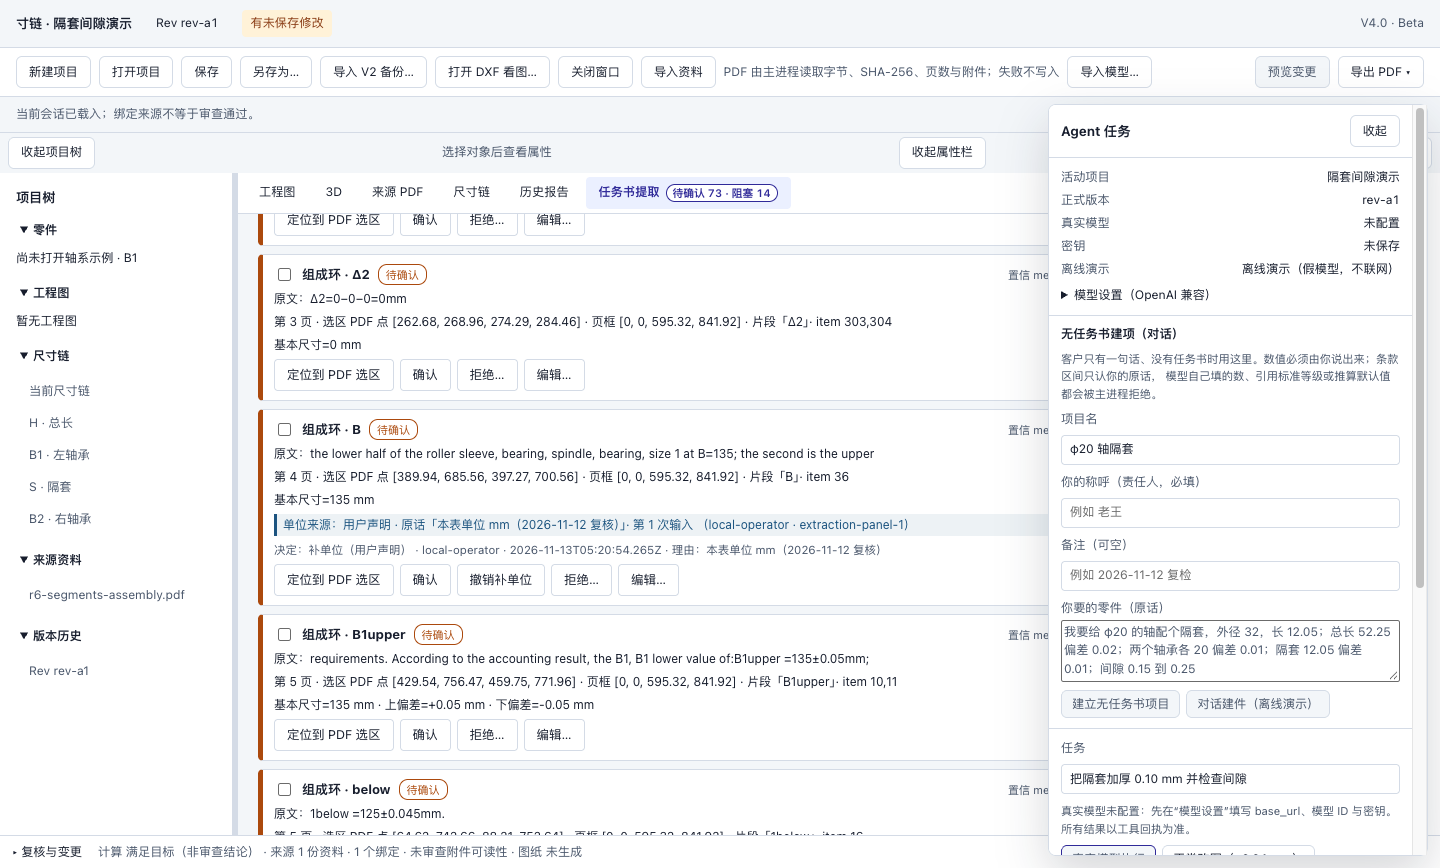 寸链 · 隔套间隙演示 Rev rev-a1 有未保存修改 V4.0 · Beta
新建项目 打开项目 保存 另存为... 导入 V2 备份... 打开 DXF 看图... 关闭窗口 导入资料 PDF 由主进程读取字节、SHA-256、页数与附件；失败不写入 导入模型... 预览变更 导出 PDF ▾
当前会话已载入；绑定来源不等于审查通过。
收起项目树 选择对象后查看属性 收起属性栏
项目树
▼ 零件
尚未打开轴系示例 · B1
▼ 工程图
暂无工程图
▼ 尺寸链
当前尺寸链
H · 总长
B1 · 左轴承
S · 隔套
B2 · 右轴承
▼ 来源资料
r6-segments-assembly.pdf
▼ 版本历史
Rev rev-a1
工程图 3D 来源 PDF 尺寸链 历史报告 任务书提取 待确认 73 · 阻塞 14
定位到 PDF 选区 确认 拒绝... 编辑...
组成环 · Δ2 待确认 置信 me
原文：Δ2=0−0−0=0mm
第 3 页 · 选区 PDF 点 [262.68, 268.96, 274.29, 284.46] · 页框 [0, 0, 595.32, 841.92] · 片段「Δ2」· item 303,304
基本尺寸=0 mm
定位到 PDF 选区 确认 拒绝... 编辑...
组成环 · B 待确认 置信 me
原文：the lower half of the roller sleeve, bearing, spindle, bearing, size 1 at B=135; the second is the upper
第 4 页 · 选区 PDF 点 [389.94, 685.56, 397.27, 700.56] · 页框 [0, 0, 595.32, 841.92] · 片段「B」· item 36
基本尺寸=135 mm
单位来源：用户声明 · 原话「本表单位 mm（2026-11-12 复核）」· 第 1 次输入 （local-operator · extraction-panel-1）
决定：补单位（用户声明） · local-operator · 2026-11-13T05:20:54.265Z · 理由：本表单位 mm（2026-11-12 复核）
定位到 PDF 选区 确认 撤销补单位 拒绝... 编辑...
组成环 · B1upper 待确认 置信 me
原文：requirements. According to the accounting result, the B1, B1 lower value of:B1upper =135±0.05mm;
第 5 页 · 选区 PDF 点 [429.54, 756.47, 459.75, 771.96] · 页框 [0, 0, 595.32, 841.92] · 片段「B1upper」· item 10,11
基本尺寸=135 mm · 上偏差=+0.05 mm · 下偏差=-0.05 mm
定位到 PDF 选区 确认 拒绝... 编辑...
组成环 · below 待确认 置信 me
原文：1below =125±0.045mm.
Agent 任务 收起
活动项目 隔套间隙演示
正式版本 rev-a1
真实模型 未配置
密钥 未保存
离线演示 离线演示（假模型，不联网）
▶ 模型设置（OpenAI 兼容）
无任务书建项（对话）
客户只有一句话、没有任务书时用这里。数值必须由你说出来；条款
区间只认你的原话， 模型自己填的数、引用标准等级或推算默认值
都会被主进程拒绝。
项目名
φ20 轴隔套
你的称呼（责任人，必填）
例如 老王
备注（可空）
例如 2026-11-12 复检
你要的零件（原话）
我要给 φ20 的轴配个隔套，外径 32，长 12.05；总长 52.25
偏差 0.02；两个轴承各 20 偏差 0.01；隔套 12.05 偏差
0.01；间隙 0.15 到 0.25
建立无任务书项目 对话建件（离线演示）
任务
把隔套加厚 0.10 mm 并检查间隙
真实模型未配置：先在“模型设置”填写 base_url、模型 ID 与密钥。
所有结果以工具回执为准。
▸ 复核与变更 计算 满足目标（非审查结论） · 来源 1 份资料 · 1 个绑定 · 未审查附件可读性 · 图纸 未生成